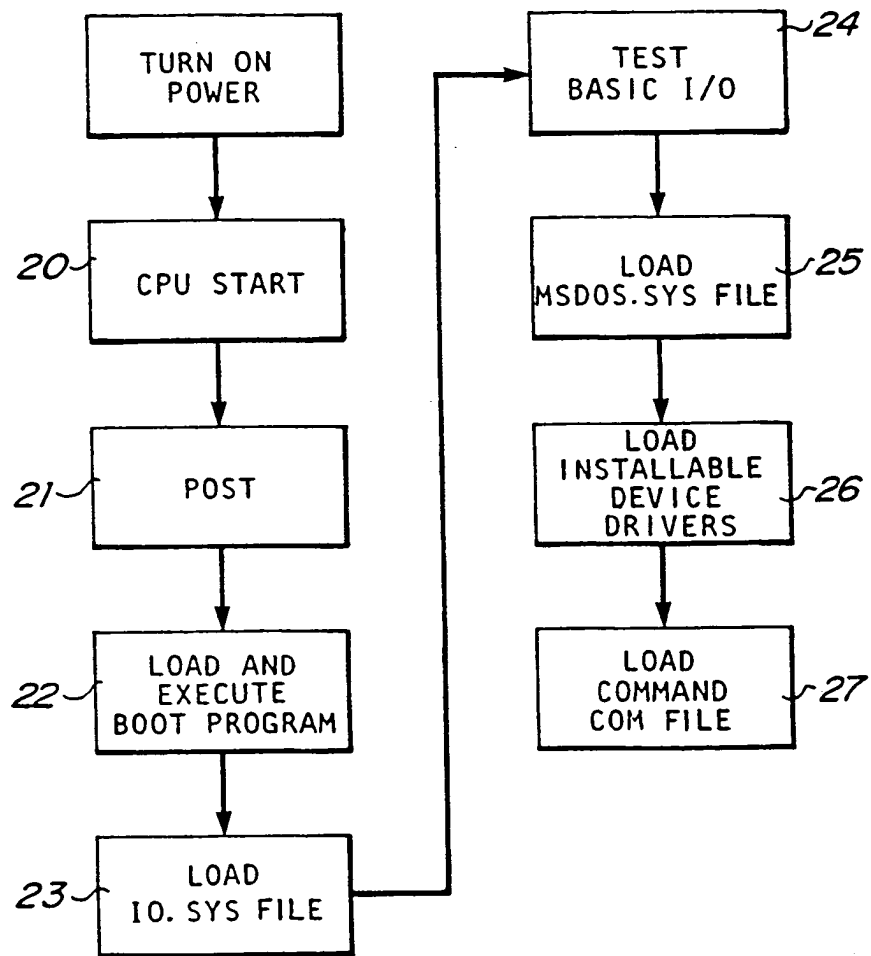 TURN ON
POWER
20
CPU START
21
POST
22
LOAD AND
EXECUTE
BOOT PROGRAM
23
LOAD
IO. SYS FILE
24
TEST
BASIC I/O
25
LOAD
MSDOS.SYS FILE
26
LOAD
INSTALLABLE
DEVICE
DRIVERS
27
LOAD
COMMAND
COM FILE